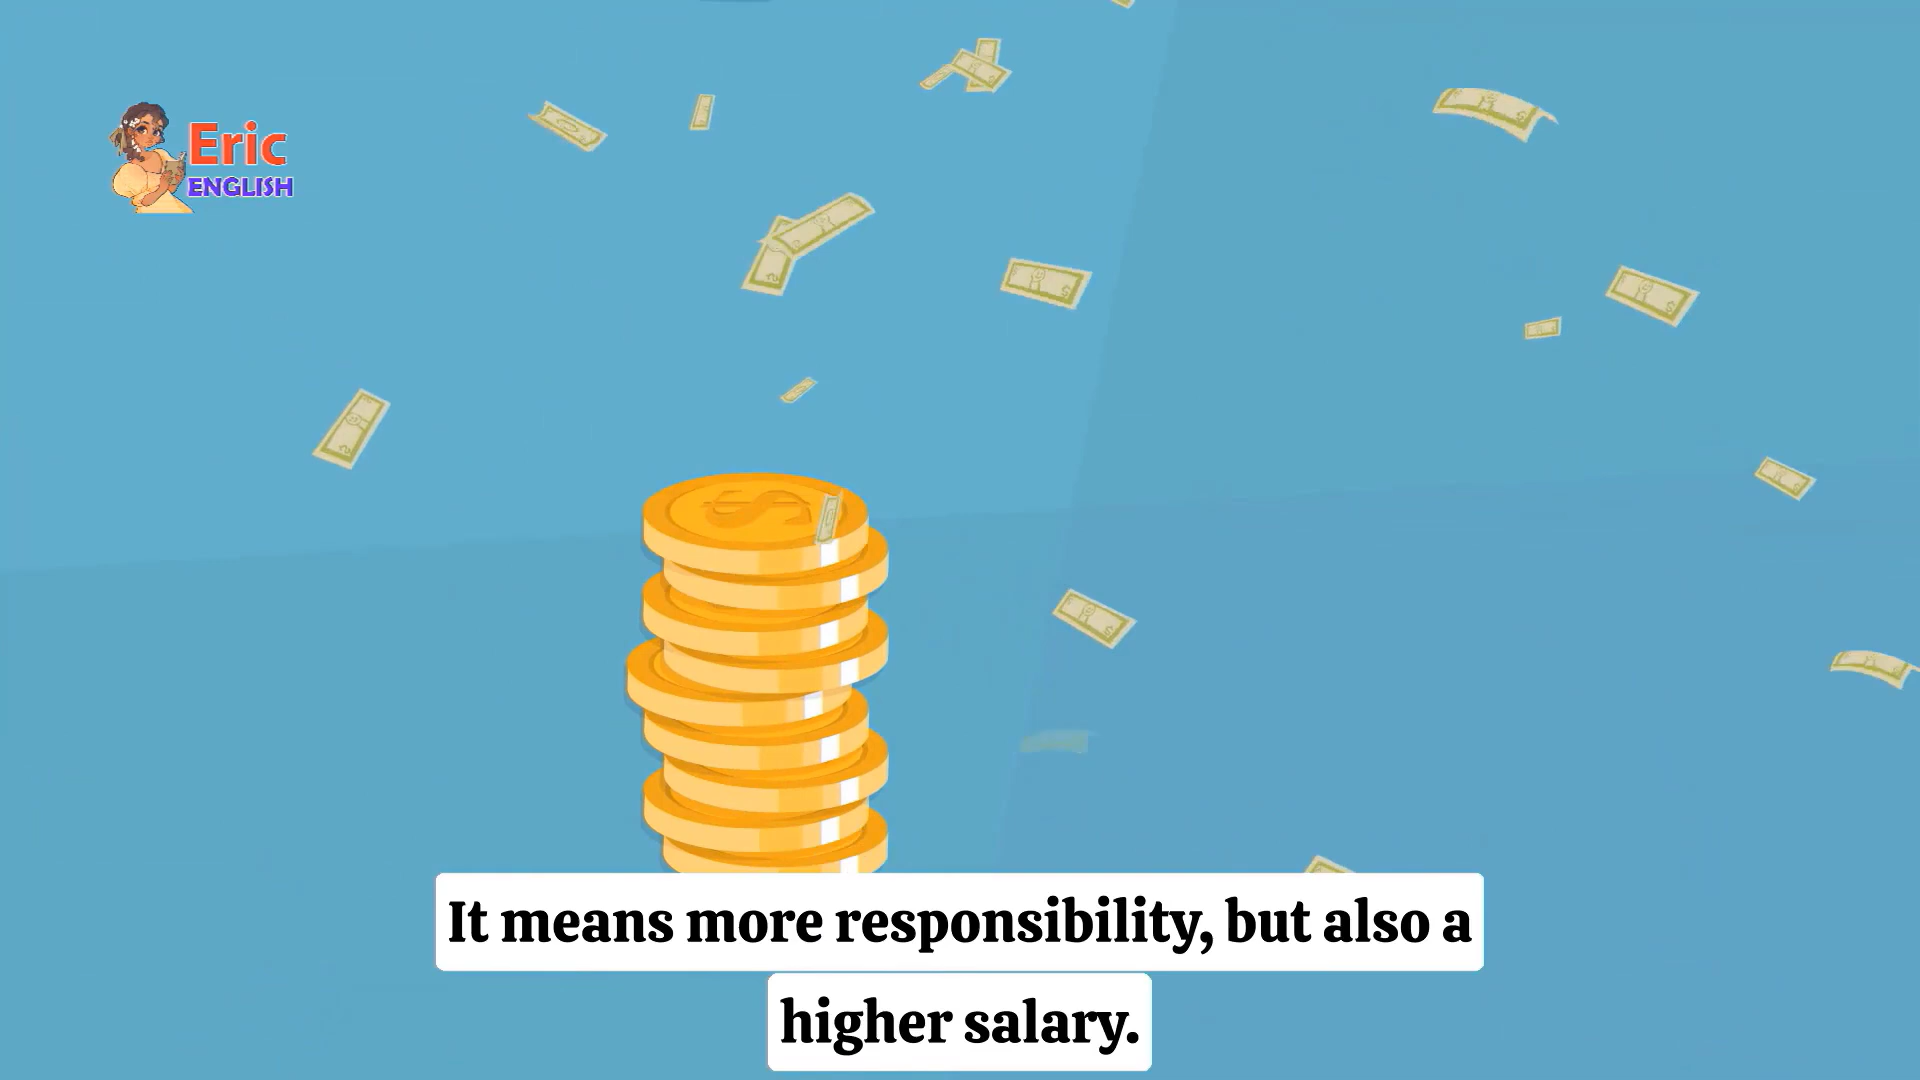 Eric
ENGLISH
It means more responsibility, but also a
higher salary.